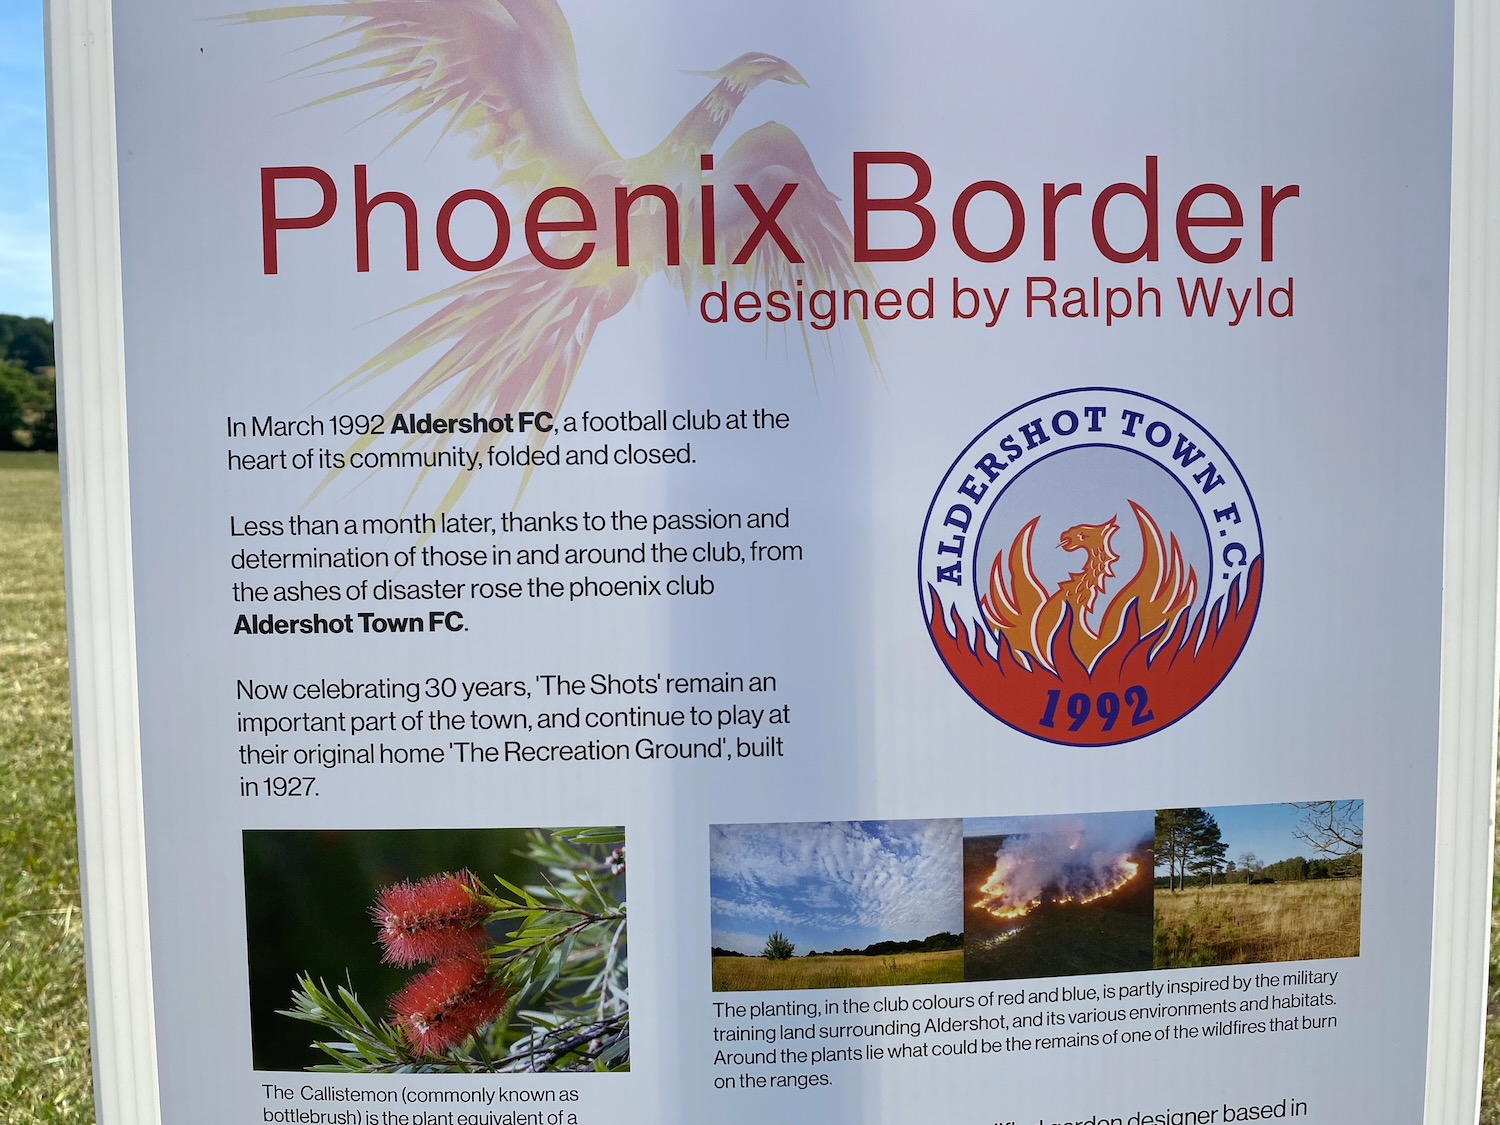 Phoenix Border
designed by Ralph Wyld
In March 1992 Aldershot FC, a football club at the
heart of its community, folded and closed.
Less than a month later, thanks to the passion and
determination of those in and around the club, from
the ashes of disaster rose the phoenix club
Aldershot Town FC.
Now celebrating 30 years, 'The Shots' remain an
important part of the town, and continue to play at
their original home 'The Recreation Ground', built
in 1927.
ALDERSHOT TOWN F.C.
1992
The Callistemon (commonly known as
bottlebrush) is the plant equivalent of a
The planting, in the club colours of red and blue, is partly inspired by the military
training land surrounding Aldershot, and its various environments and habitats.
Around the plants lie what could be the remains of one of the wildfires that burn
on the ranges.
garden designer based in